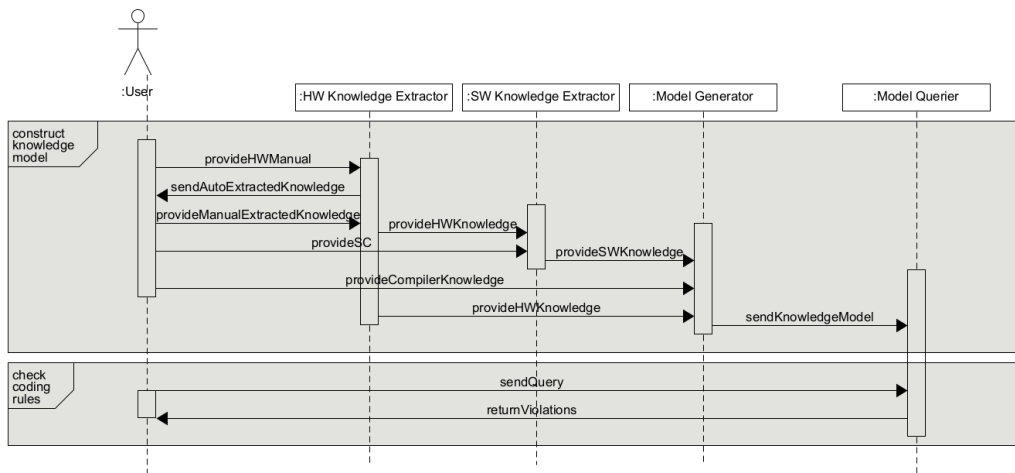 :User
:HW Knowledge Extractor
:SW Knowledge Extractor
:Model Generator
:Model Querier
construct
knowledge
model
provideHWManual
sendAutoExtractedKnowledge
provideManualExtractedKnowledge
provideHWKnowledge
provideSC
provideSWKnowledge
provideCompilerKnowledge
provideHWKnowledge
sendKnowledgeModel
check
coding
rules
sendQuery
returnViolations